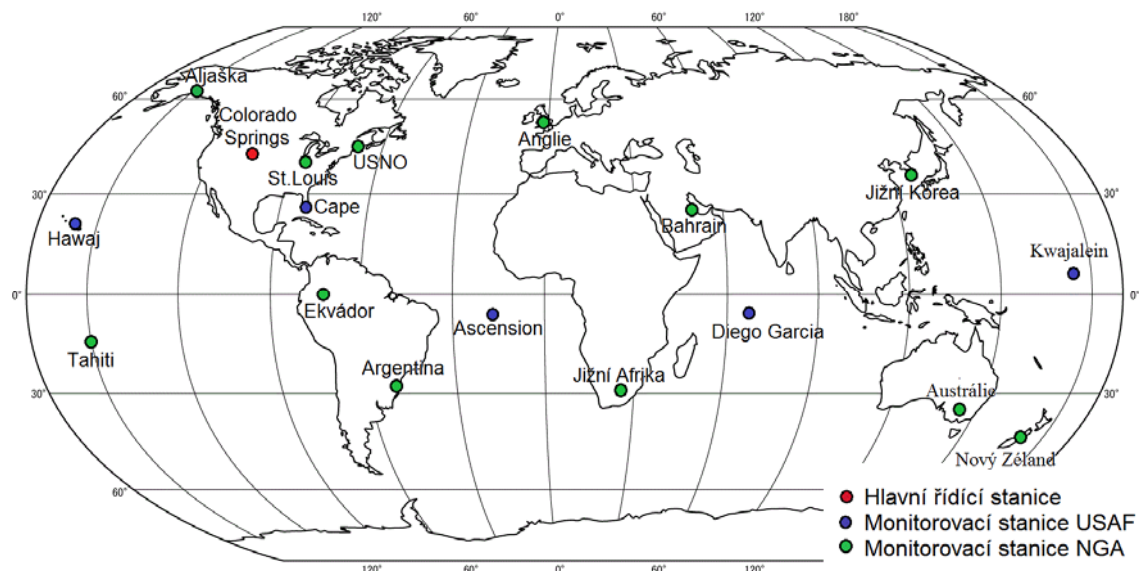 120° 60° 0° 60° 120° 180°
Aljaška
60° 60°
Colorado
Springs
Anglie
USNO
St.Louis
Jižní Korea
30° 30°
Cape
Bahrain
Hawaj
Kwajalein
0° 0°
Ekvádor
Ascension
Diego Garcia
Tahiti
Argentina
Jižní Afrika
Austrálie
30° 30°
Nový Zéland
60°
Hlavní řídící stanice
Monitorovací stanice USAF
Monitorovací stanice NGA
120° 60° 0° 60° 120°